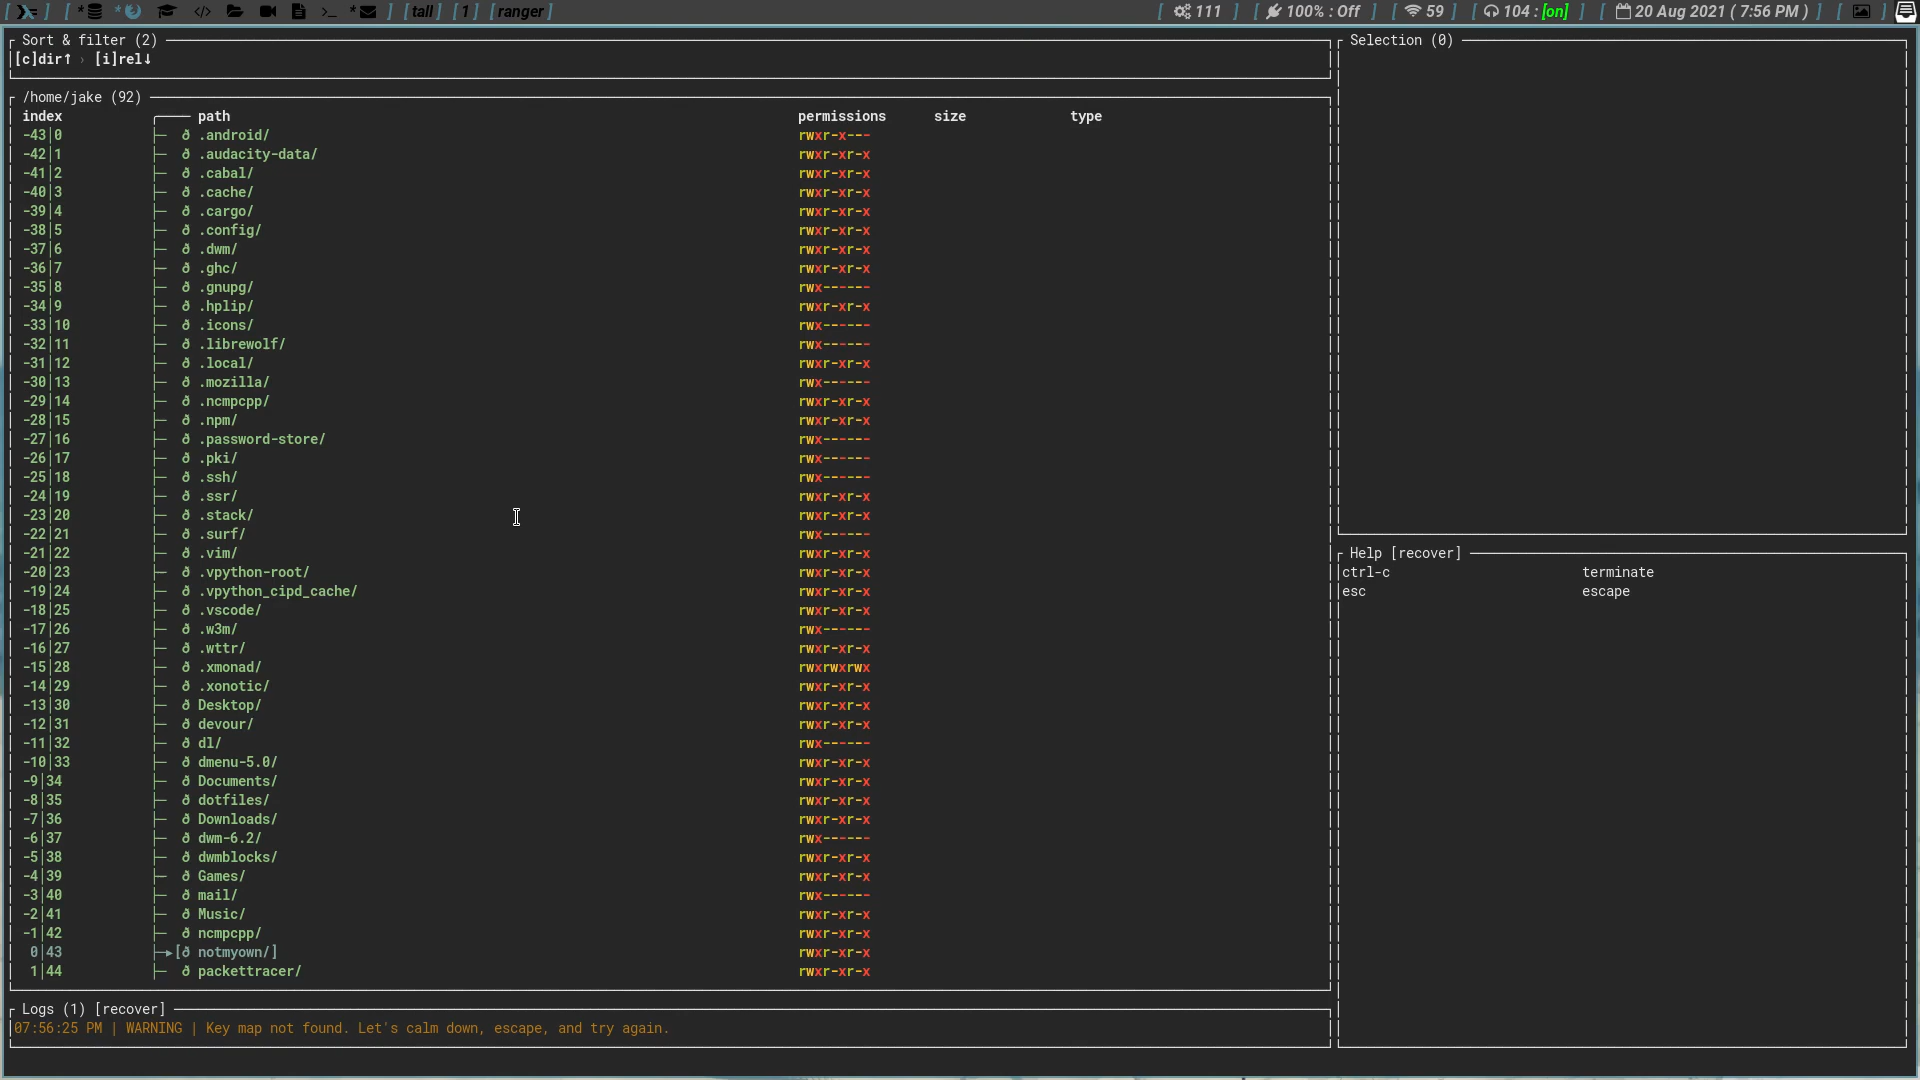 [tall] [1] [ranger] [ 111 ] [ 100% : Off ] [ 59 ] [ 104 : [on] ] [ 20 Aug 2021 ( 7:56 PM ) ]
Sort & filter (2)
[c]dir↑ › [i]rel↓
/home/jake (92)
index path permissions size type
-43|0 ð .android/ rwxr-x---
-42|1 ð .audacity-data/ rwxr-xr-x
-41|2 ð .cabal/ rwxr-xr-x
-40|3 ð .cache/ rwxr-xr-x
-39|4 ð .cargo/ rwxr-xr-x
-38|5 ð .config/ rwxr-xr-x
-37|6 ð .dwm/ rwxr-xr-x
-36|7 ð .ghc/ rwxr-xr-x
-35|8 ð .gnupg/ rwx------
-34|9 ð .hplip/ rwxr-xr-x
-33|10 ð .icons/ rwx------
-32|11 ð .librewolf/ rwx------
-31|12 ð .local/ rwxr-xr-x
-30|13 ð .mozilla/ rwx------
-29|14 ð .ncmpcpp/ rwxr-xr-x
-28|15 ð .npm/ rwxr-xr-x
-27|16 ð .password-store/ rwx------
-26|17 ð .pki/ rwx------
-25|18 ð .ssh/ rwx------
-24|19 ð .ssr/ rwxr-xr-x
-23|20 ð .stack/ rwxr-xr-x
-22|21 ð .surf/ rwx------
-21|22 ð .vim/ rwxr-xr-x
-20|23 ð .vpython-root/ rwxr-xr-x
-19|24 ð .vpython_cipd_cache/ rwxr-xr-x
-18|25 ð .vscode/ rwxr-xr-x
-17|26 ð .w3m/ rwx------
-16|27 ð .wttr/ rwxr-xr-x
-15|28 ð .xmonad/ rwxrwxrwx
-14|29 ð .xonotic/ rwxr-xr-x
-13|30 ð Desktop/ rwxr-xr-x
-12|31 ð devour/ rwxr-xr-x
-11|32 ð dl/ rwx------
-10|33 ð dmenu-5.0/ rwxr-xr-x
-9|34 ð Documents/ rwxr-xr-x
-8|35 ð dotfiles/ rwxr-xr-x
-7|36 ð Downloads/ rwxr-xr-x
-6|37 ð dwm-6.2/ rwx------
-5|38 ð dwmblocks/ rwxr-xr-x
-4|39 ð Games/ rwxr-xr-x
-3|40 ð mail/ rwx------
-2|41 ð Music/ rwxr-xr-x
-1|42 ð ncmpcpp/ rwxr-xr-x
0|43 [ð notmyown/] rwxr-xr-x
1|44 ð packettracer/ rwxr-xr-x
Logs (1) [recover]
07:56:25 PM | WARNING | Key map not found. Let's calm down, escape, and try again.
Selection (0)
Help [recover]
ctrl-c terminate
esc escape